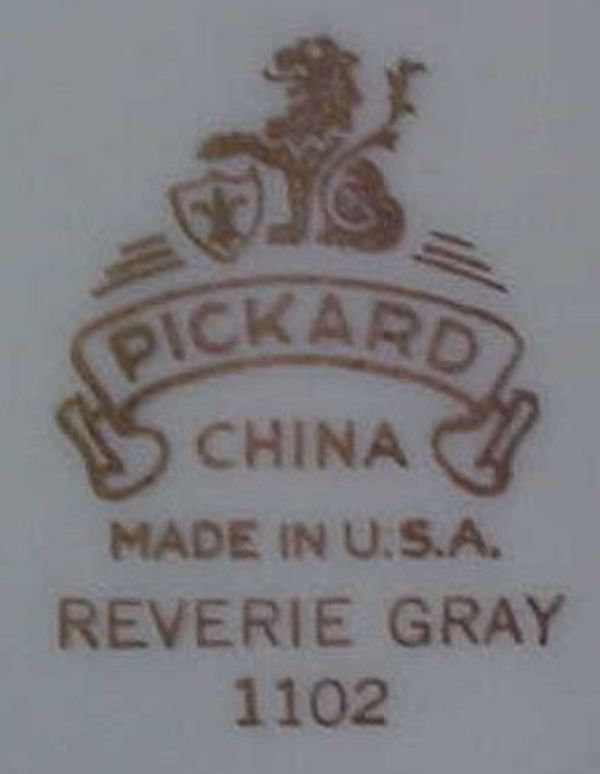 PICKARD
CHINA
MADE IN U.S.A.
REVERIE GRAY
1102